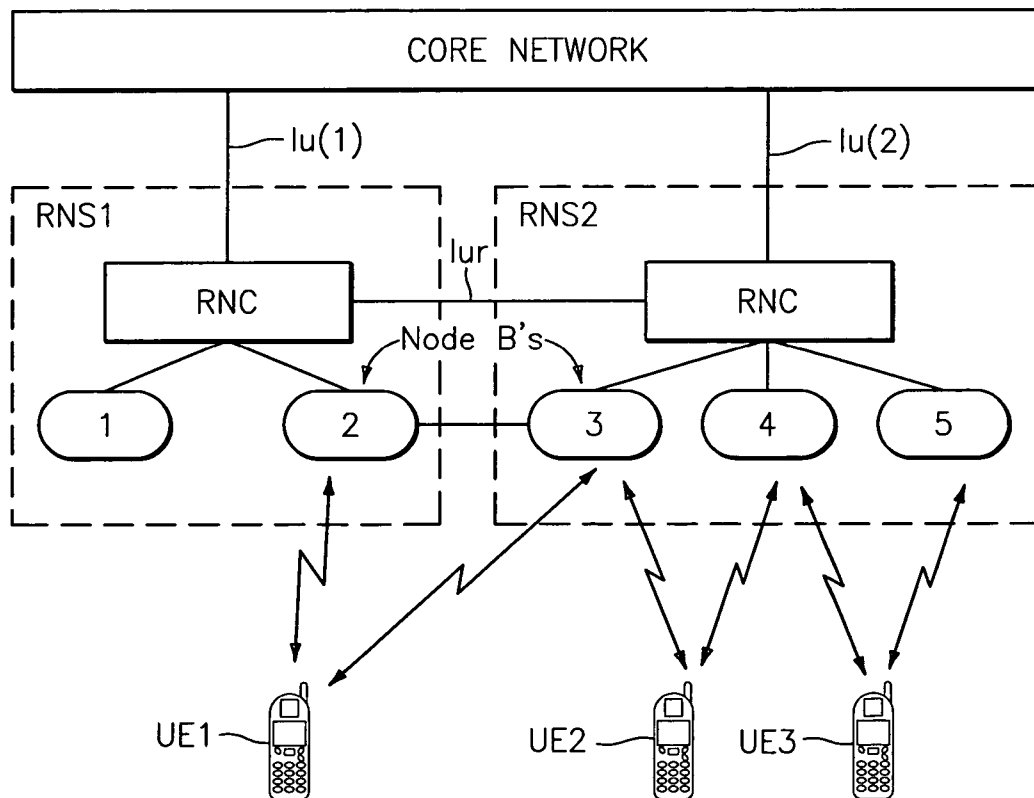 CORE NETWORK
Iu(1)
Iu(2)
RNS1
RNS2
Iur
RNC
RNC
Node B's
1
2
3
4
5
UE1
UE2
UE3